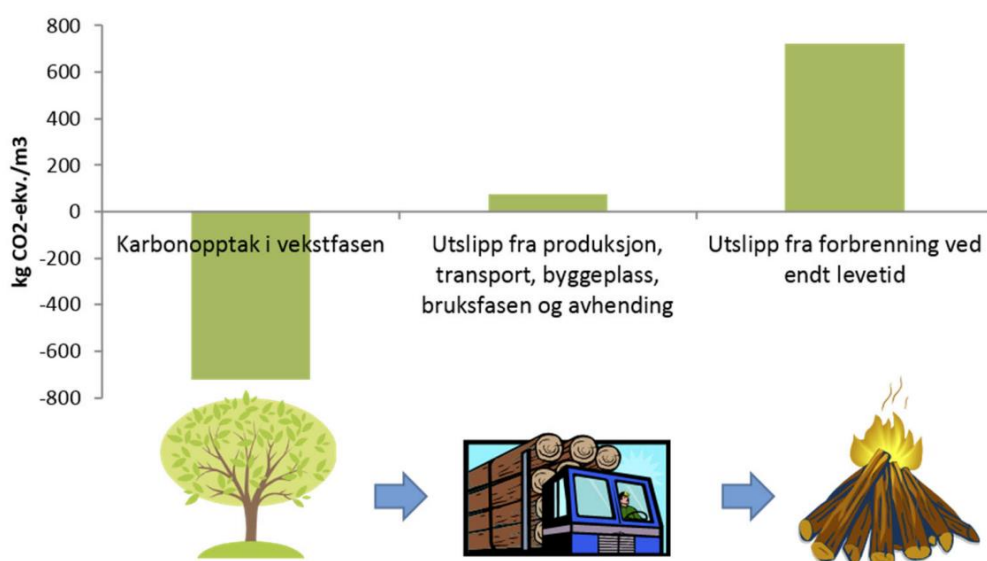 800
600
400
200
0
-200
-400
-600
-800
kg CO2-ekv./m3
Karbonopptak i vekstfasen
Utslipp fra produksjon,
transport, byggeplass,
bruksfasen og avhending
Utslipp fra forbrenning ved
endt levetid